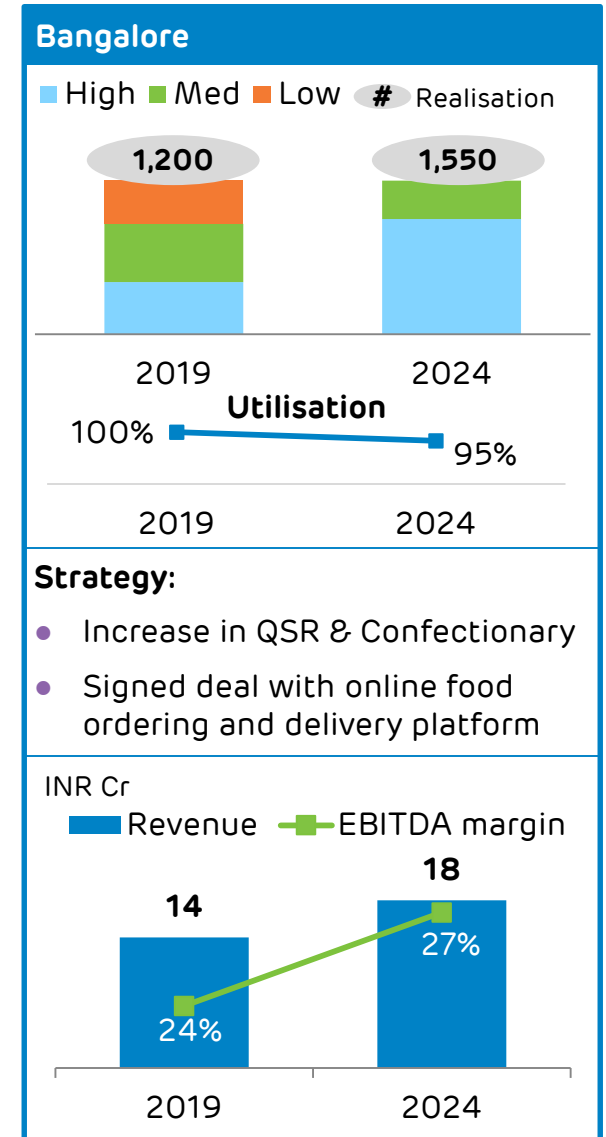 Bangalore
High Med Low # Realisation
1,200 1,550
2019 2024
Utilisation
100% 95%
2019 2024
Strategy:
Increase in QSR & Confectionary
Signed deal with online food
ordering and delivery platform
INR Cr
Revenue EBITDA margin
14 18
24% 27%
2019 2024